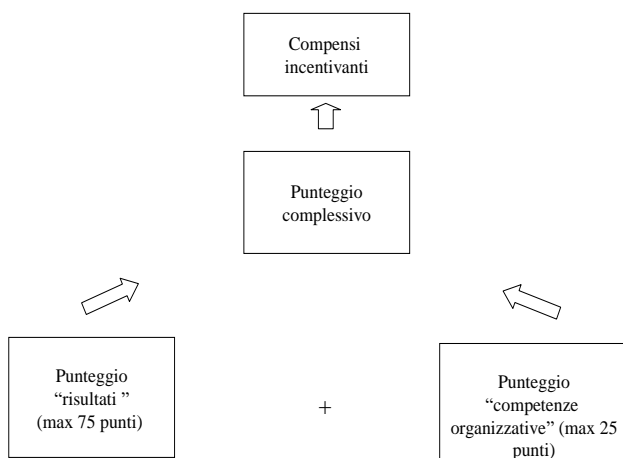 Compensi
incentivanti
Punteggio
complessivo
Punteggio
“risultati ”
(max 75 punti)
+
Punteggio
“competenze
organizzative” (max 25
punti)